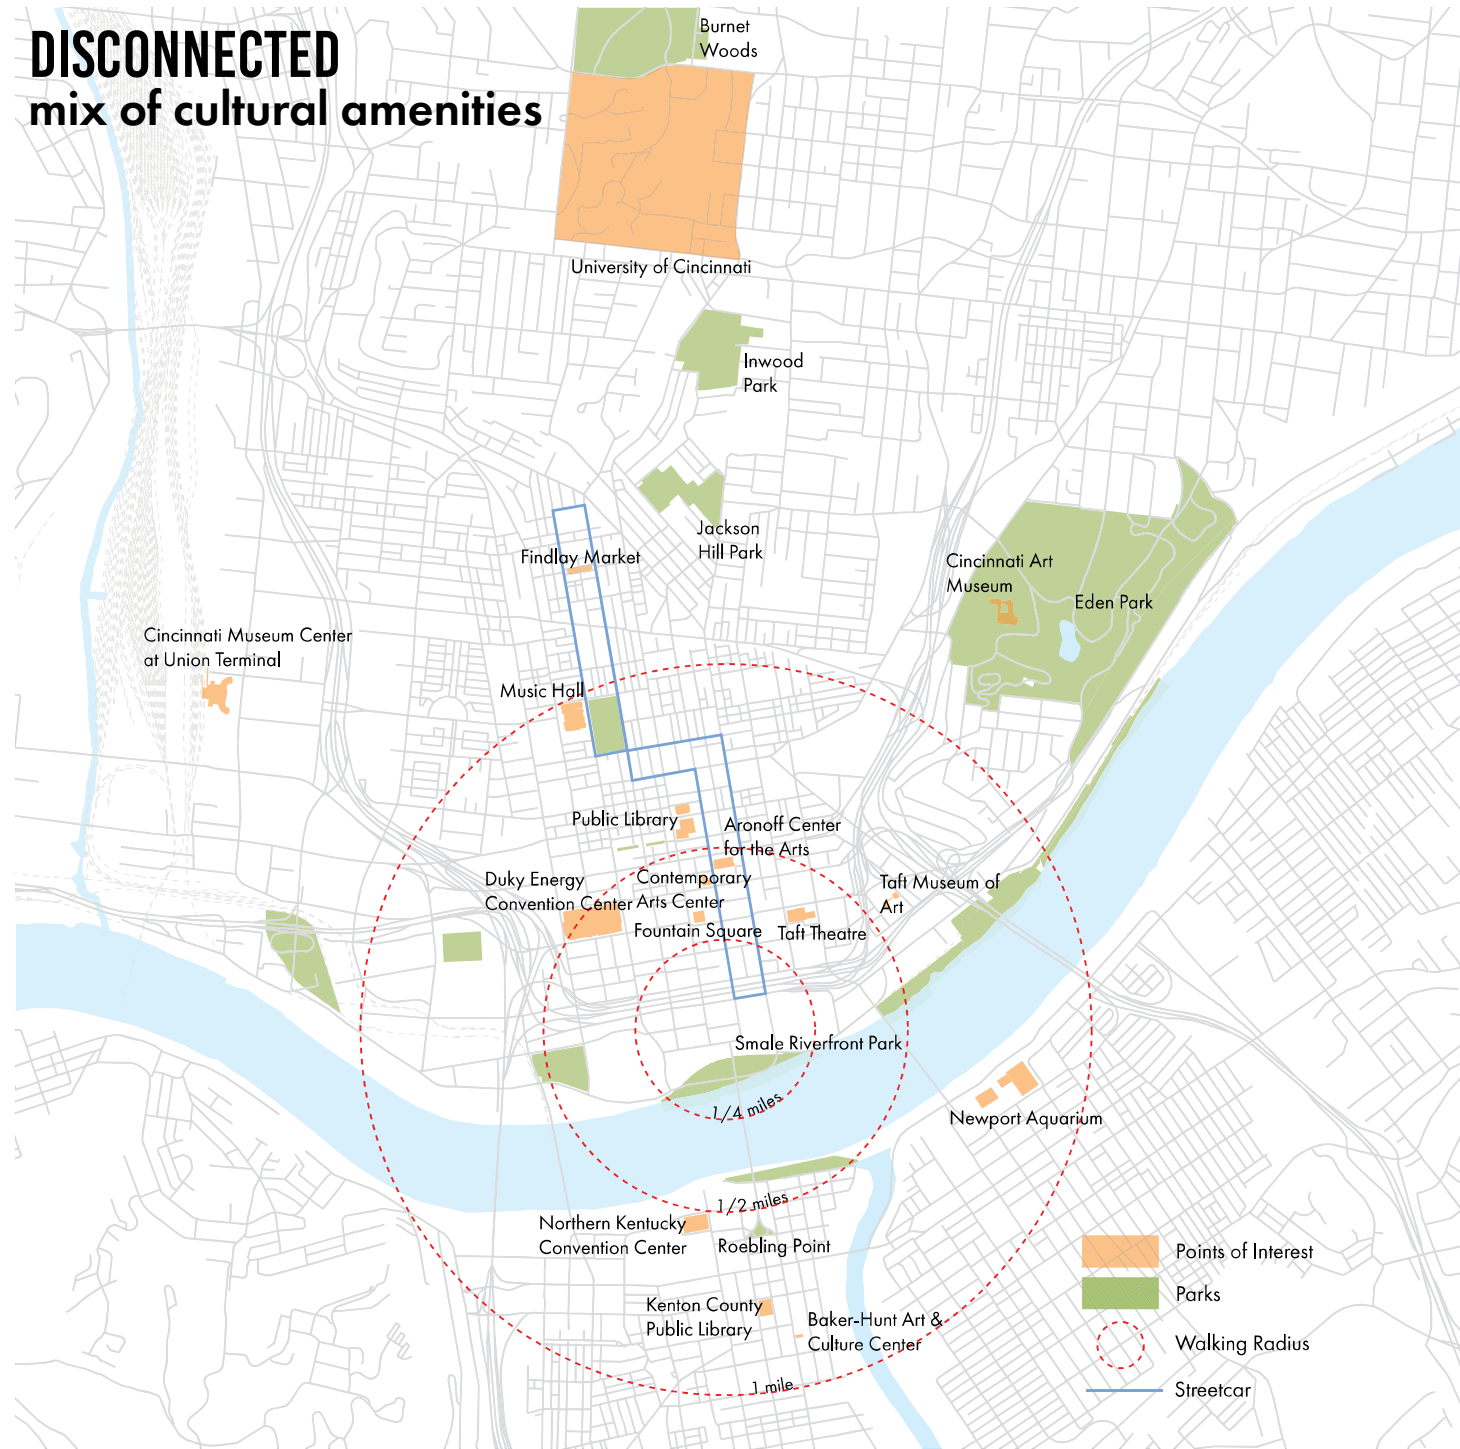 DISCONNECTED
mix of cultural amenities
Burnet
Woods
University of Cincinnati
Inwood
Park
Jackson
Hill Park
Findlay Market
Cincinnati Art
Museum
Eden Park
Cincinnati Museum Center
at Union Terminal
Music Hall
Public Library
Aronoff Center
for the Arts
Duky Energy
Convention Center
Contemporary
Arts Center
Taft Museum of
Art
Fountain Square
Taft Theatre
Smale Riverfront Park
1/4 miles
Newport Aquarium
1/2 miles
Northern Kentucky
Convention Center
Roebling Point
Kenton County
Public Library
Baker-Hunt Art &
Culture Center
1 mile
Points of Interest
Parks
Walking Radius
Streetcar